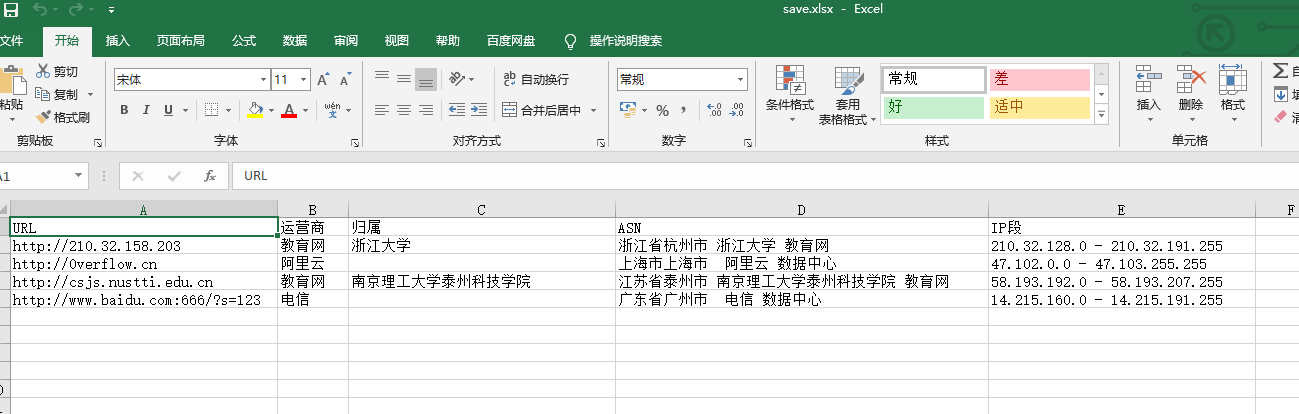 save.xlsx - Excel
文件 开始 插入 页面布局 公式 数据 审阅 视图 帮助 百度网盘 操作说明搜索
粘贴 剪切 复制 格式刷 剪贴板
宋体 11 A A B I U A wén 字体
ab 自动换行 合并后居中 对齐方式
常规 % , 数字
条件格式 套用表格格式 常规 差 好 适中 样式
插入 删除 格式 单元格
A1 fx URL
A B C D E F
URL 运营商 归属 ASN IP段
http://210.32.158.203 教育网 浙江大学 浙江省杭州市 浙江大学 教育网 210.32.128.0 - 210.32.191.255
http://0verflow.cn 阿里云 上海市上海市 阿里云 数据中心 47.102.0.0 - 47.103.255.255
http://csjs.nustti.edu.cn 教育网 南京理工大学泰州科技学院 江苏省泰州市 南京理工大学泰州科技学院 教育网 58.193.192.0 - 58.193.207.255
http://www.baidu.com:666/?s=123 电信 广东省广州市 电信 数据中心 14.215.160.0 - 14.215.191.255